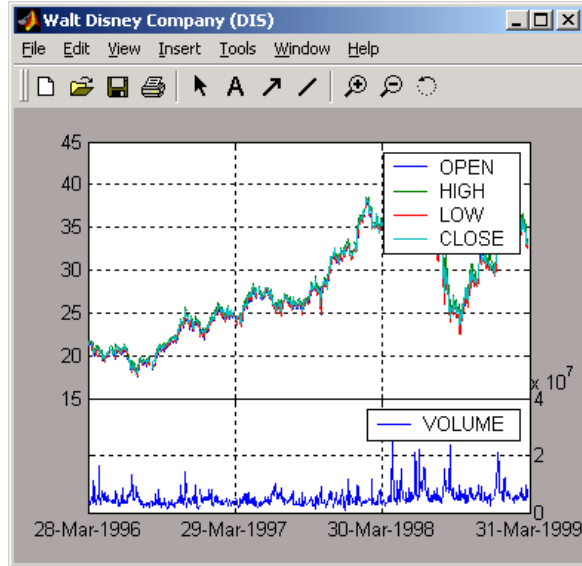 Walt Disney Company (DIS)
File Edit View Insert Tools Window Help
A
45
40
35
30
25
20
15
OPEN
HIGH
LOW
CLOSE
x 10^7
4
2
0
VOLUME
28-Mar-1996 29-Mar-1997 30-Mar-1998 31-Mar-1999